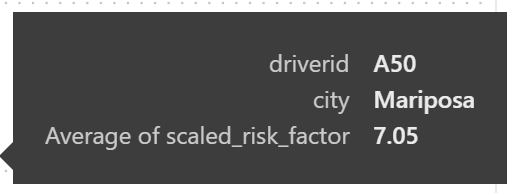 driverid A50
city Mariposa
Average of scaled_risk_factor 7.05